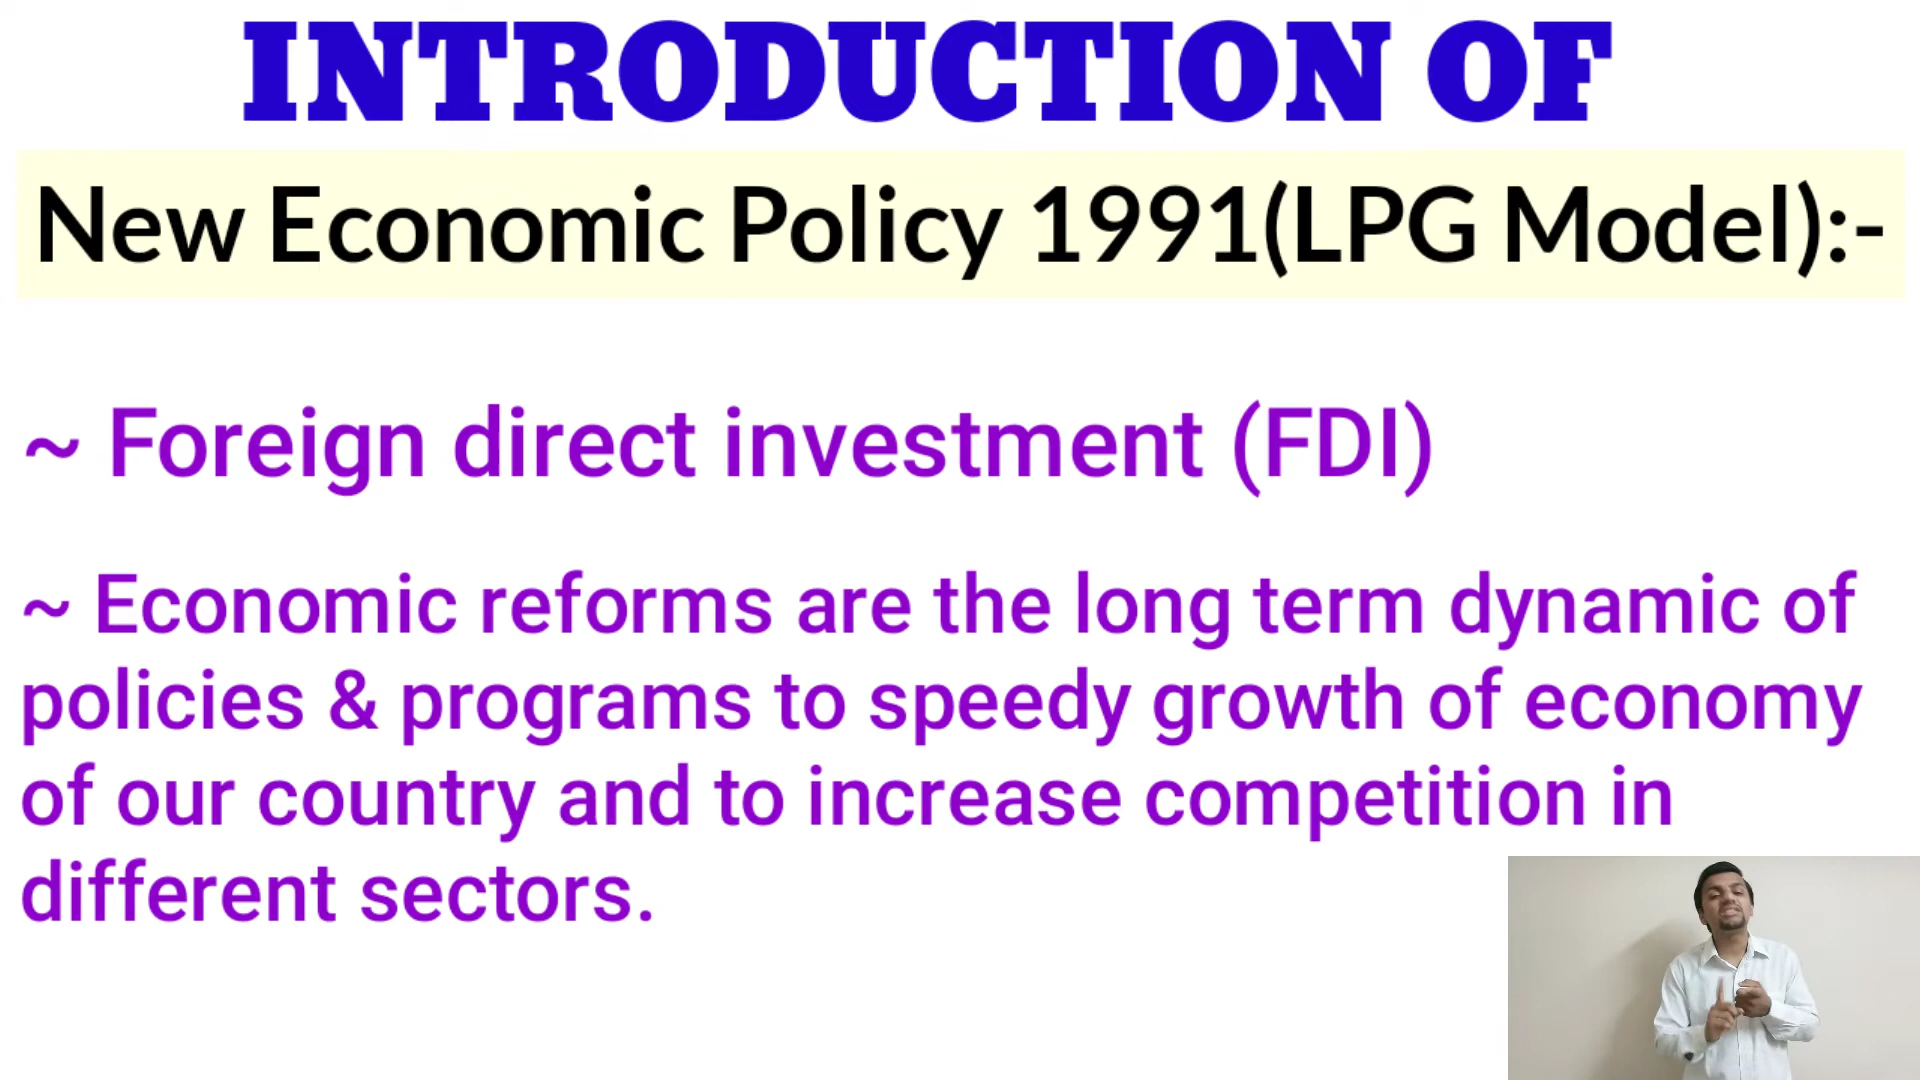 INTRODUCTION OF
New Economic Policy 1991(LPG Model):-
~ Foreign direct investment (FDI)
~ Economic reforms are the long term dynamic of
policies & programs to speedy growth of economy
of our country and to increase competition in
different sectors.